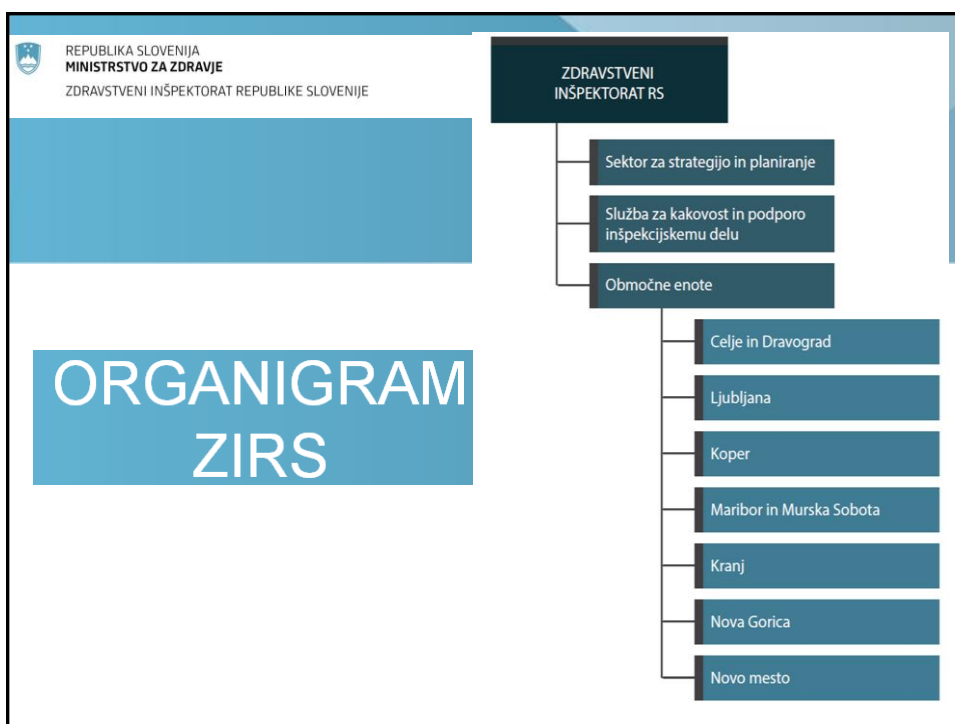 REPUBLIKA SLOVENIJA
MINISTRSTVO ZA ZDRAVJE
ZDRAVSTVENI INŠPEKTORAT REPUBLIKE SLOVENIJE
ORGANIGRAM
ZIRS
ZDRAVSTVENI
INŠPEKTORAT RS
Sektor za strategijo in planiranje
Služba za kakovost in podporo
inšpekcijskemu delu
Območne enote
Celje in Dravograd
Ljubljana
Koper
Maribor in Murska Sobota
Kranj
Nova Gorica
Novo mesto